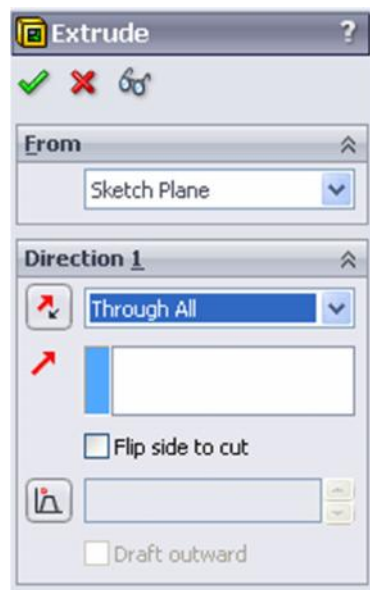 Extrude ?
From
Sketch Plane
Direction 1
Through All
Flip side to cut
Draft outward